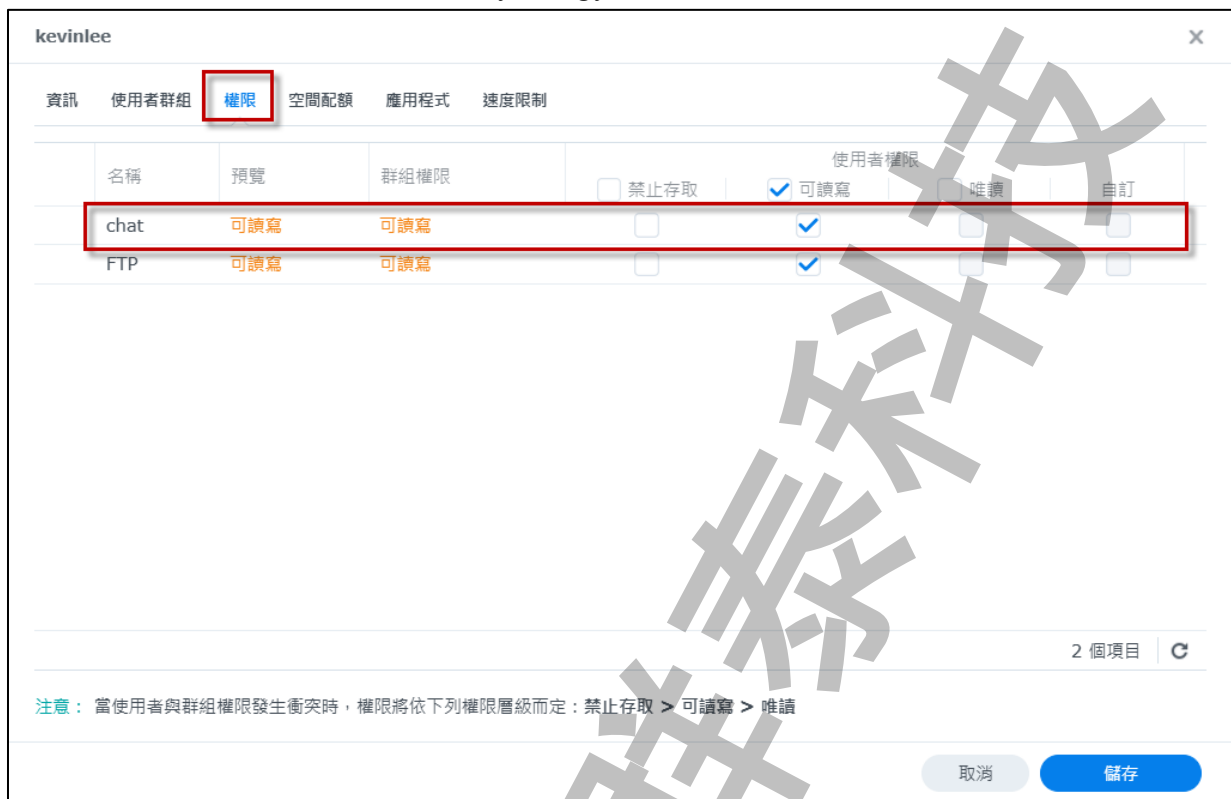 kevinlee
資訊 使用者群組 權限 空間配額 應用程式 速度限制
名稱 預覽 群組權限 使用者權限
禁止存取 可讀寫 唯讀 自訂
chat 可讀寫 可讀寫
FTP 可讀寫 可讀寫
2 個項目
注意： 當使用者與群組權限發生衝突時，權限將依下列權限層級而定：禁止存取 > 可讀寫 > 唯讀
取消 儲存
群泰科技